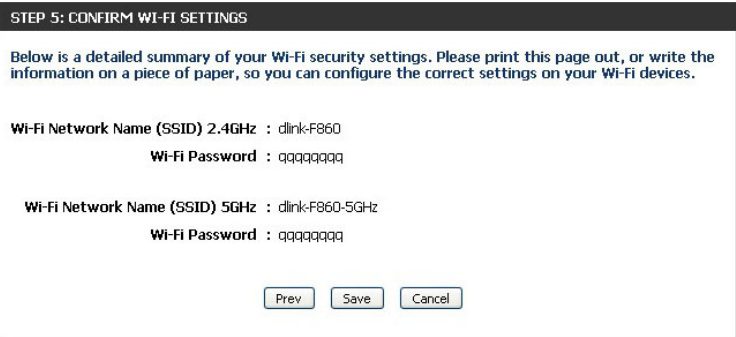 STEP 5: CONFIRM WI-FI SETTINGS
Below is a detailed summary of your Wi-Fi security settings. Please print this page out, or write the
information on a piece of paper, so you can configure the correct settings on your Wi-Fi devices.
Wi-Fi Network Name (SSID) 2.4GHz : dlink-F860
Wi-Fi Password : qqqqqqqq
Wi-Fi Network Name (SSID) 5GHz : dlink-F860-5GHz
Wi-Fi Password : qqqqqqqq
Prev Save Cancel